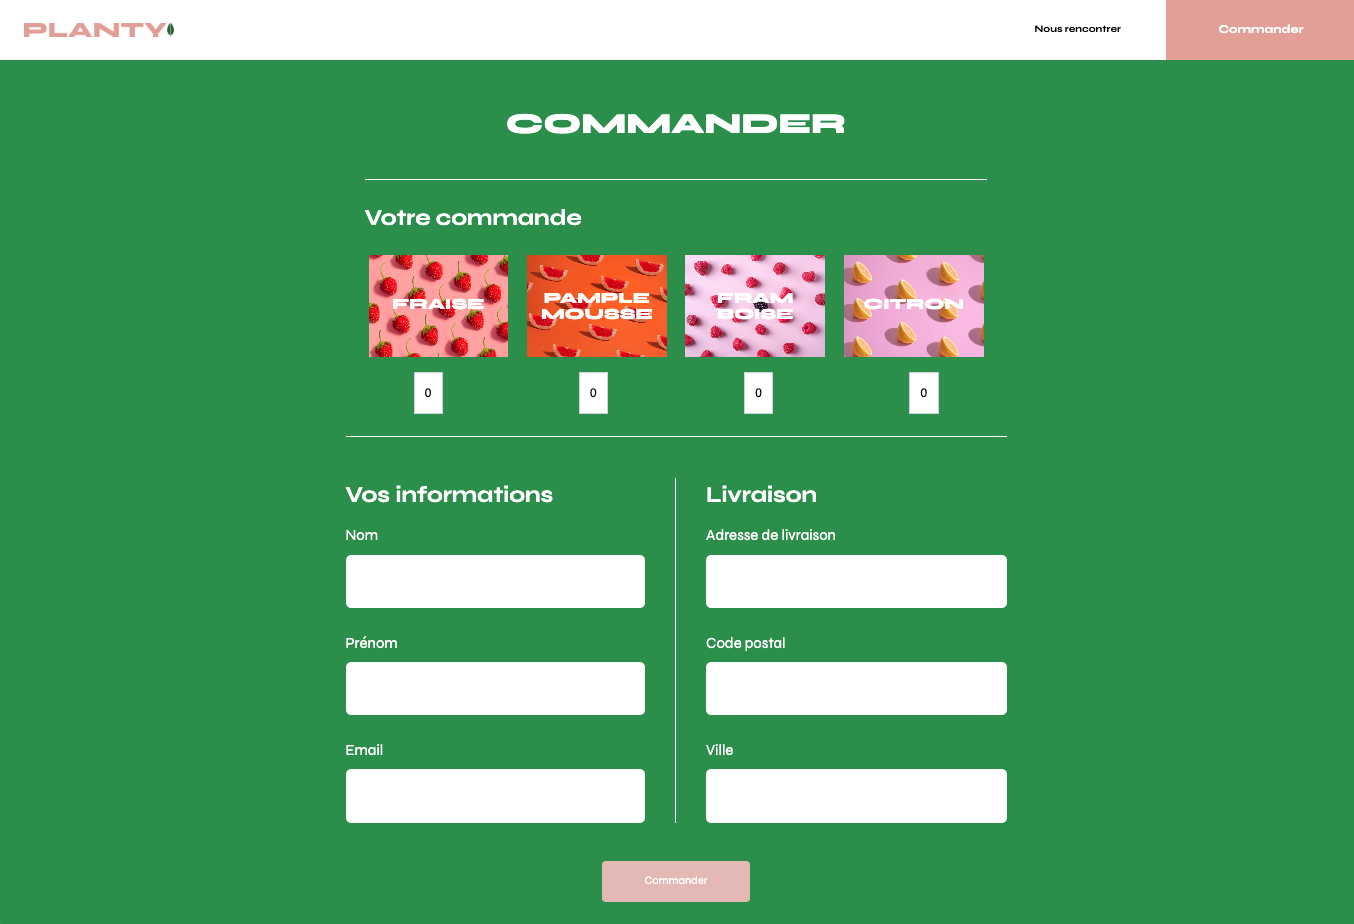 PLANTY
Nous rencontrer
Commander
COMMANDER
Votre commande
FRAISE
PAMPLE
MOUSSE
FRAM
BOISE
CITRON
0
0
0
0
Vos informations
Livraison
Nom
Adresse de livraison
Prénom
Code postal
Email
Ville
Commander